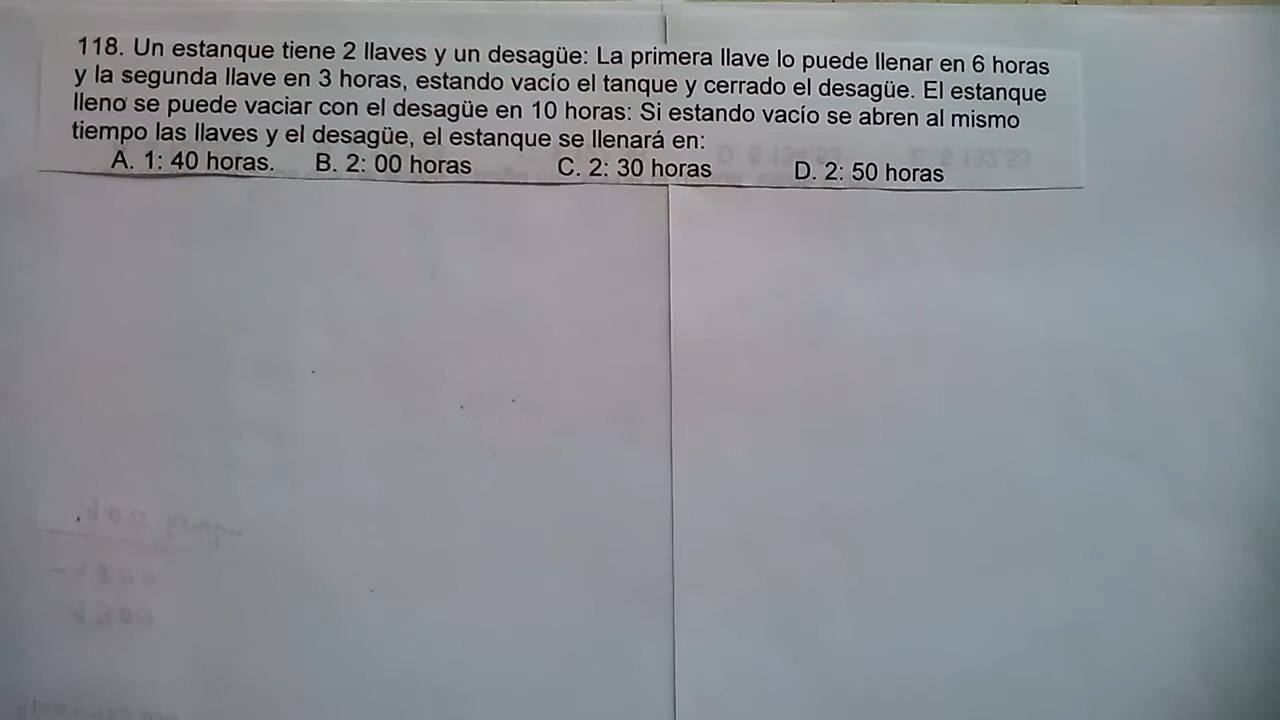 118. Un estanque tiene 2 llaves y un desagüe: La primera llave lo puede llenar en 6 horas
y la segunda llave en 3 horas, estando vacío el tanque y cerrado el desagüe. El estanque
lleno se puede vaciar con el desagüe en 10 horas: Si estando vacío se abren al mismo
tiempo las llaves y el desagüe, el estanque se llenará en:
A. 1: 40 horas. B. 2: 00 horas C. 2: 30 horas D. 2: 50 horas